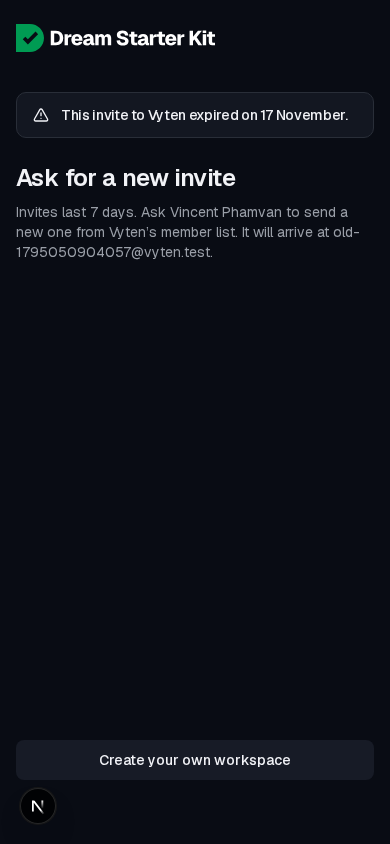 Dream Starter Kit
This invite to Vyten expired on 17 November.
Ask for a new invite
Invites last 7 days. Ask Vincent Phamvan to send a
new one from Vyten's member list. It will arrive at old-
1795050904057@vyten.test.
Create your own workspace
N